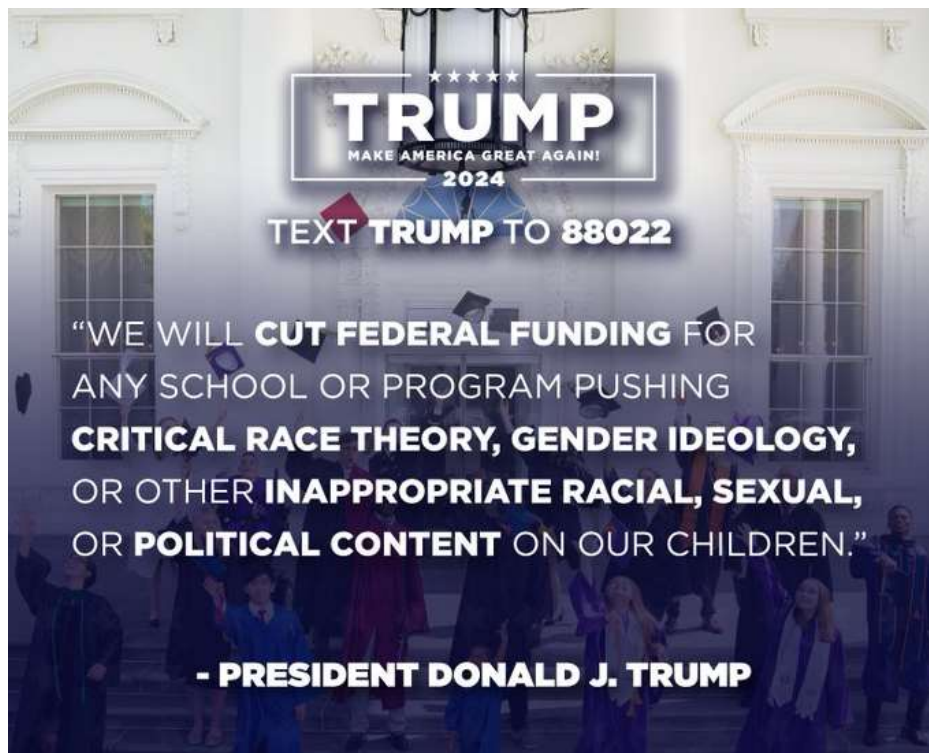 TRUMP
MAKE AMERICA GREAT AGAIN!
2024
TEXT TRUMP TO 88022
“WE WILL CUT FEDERAL FUNDING FOR
ANY SCHOOL OR PROGRAM PUSHING
CRITICAL RACE THEORY, GENDER IDEOLOGY,
OR OTHER INAPPROPRIATE RACIAL, SEXUAL,
OR POLITICAL CONTENT ON OUR CHILDREN.”
- PRESIDENT DONALD J. TRUMP